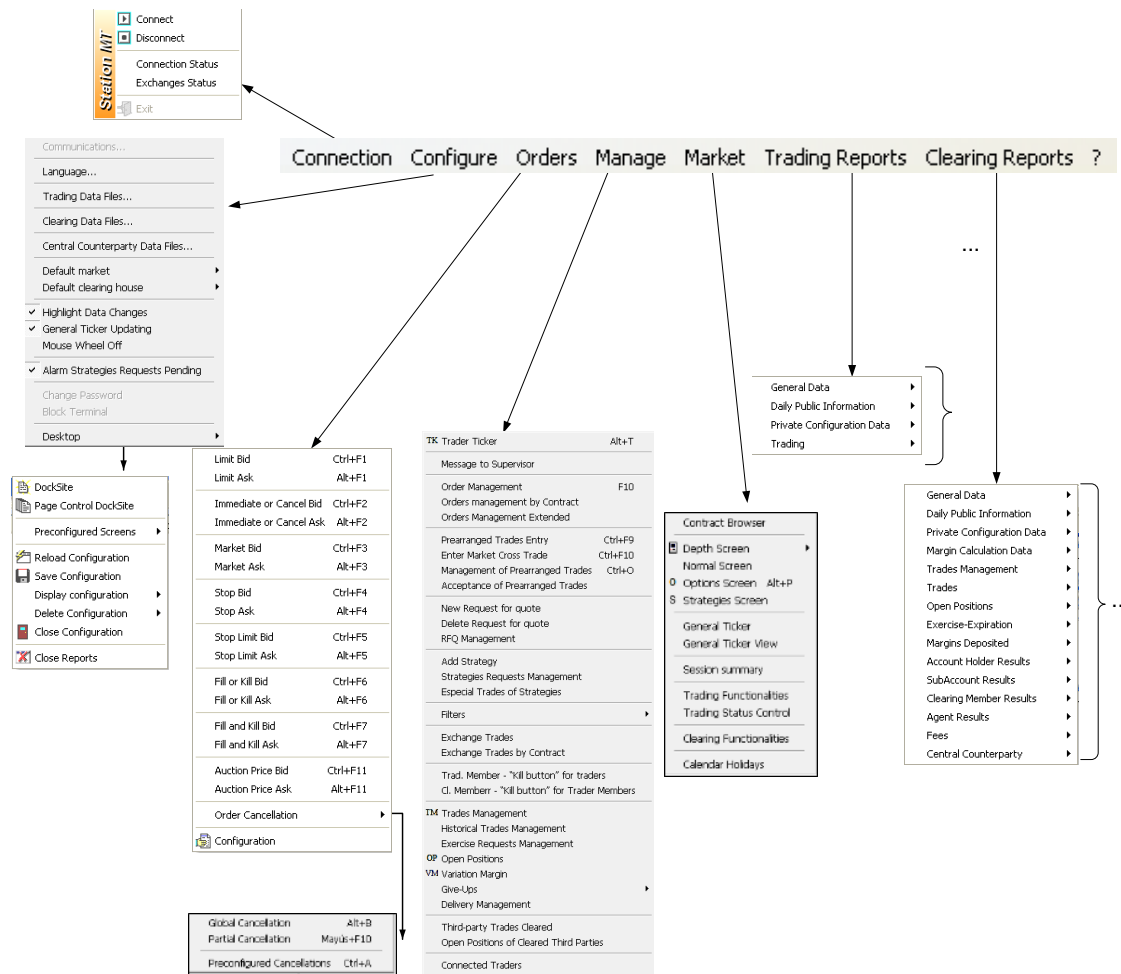 Connect
Disconnect
Connection Status
Exchanges Status
Exit
Station MT
Connection Configure Orders Manage Market Trading Reports Clearing Reports ?
Communications...
Language...
Trading Data Files...
Clearing Data Files...
Central Counterparty Data Files...
Default market
Default clearing house
Highlight Data Changes
General Ticker Updating
Mouse Wheel Off
Alarm Strategies Requests Pending
Change Password
Block Terminal
Desktop
DockSite
Page Control DockSite
Preconfigured Screens
Reload Configuration
Save Configuration
Display configuration
Delete Configuration
Close Configuration
Close Reports
Limit Bid Ctrl+F1
Limit Ask Alt+F1
Immediate or Cancel Bid Ctrl+F2
Immediate or Cancel Ask Alt+F2
Market Bid Ctrl+F3
Market Ask Alt+F3
Stop Bid Ctrl+F4
Stop Ask Alt+F4
Stop Limit Bid Ctrl+F5
Stop Limit Ask Alt+F5
Fill or Kill Bid Ctrl+F6
Fill or Kill Ask Alt+F6
Fill and Kill Bid Ctrl+F7
Fill and Kill Ask Alt+F7
Auction Price Bid Ctrl+F11
Auction Price Ask Alt+F11
Order Cancellation
Configuration
Global Cancellation Alt+B
Partial Cancellation Mayús+F10
Preconfigured Cancellations Ctrl+A
TK Trader Ticker Alt+T
Message to Supervisor
Order Management F10
Orders management by Contract
Orders Management Extended
Prearranged Trades Entry Ctrl+F9
Enter Market Cross Trade Ctrl+F10
Management of Prearranged Trades Ctrl+O
Acceptance of Prearranged Trades
New Request for quote
Delete Request for quote
RFQ Management
Add Strategy
Strategies Requests Management
Especial Trades of Strategies
Filters
Exchange Trades
Exchange Trades by Contract
Trad. Member - "Kill button" for traders
Cl. Memberr - "Kill button" for Trader Members
TM Trades Management
Historical Trades Management
Exercise Requests Management
OP Open Positions
VM Variation Margin
Give-Ups
Delivery Management
Third-party Trades Cleared
Open Positions of Cleared Third Parties
Connected Traders
Contract Browser
Depth Screen
Normal Screen
O Options Screen Alt+P
S Strategies Screen
General Ticker
General Ticker View
Session summary
Trading Functionalities
Trading Status Control
Clearing Functionalities
Calendar Holidays
General Data
Daily Public Information
Private Configuration Data
Trading
...
General Data
Daily Public Information
Private Configuration Data
Margin Calculation Data
Trades Management
Trades
Open Positions
Exercise-Expiration
Margins Deposited
Account Holder Results
SubAccount Results
Clearing Member Results
Agent Results
Fees
Central Counterparty